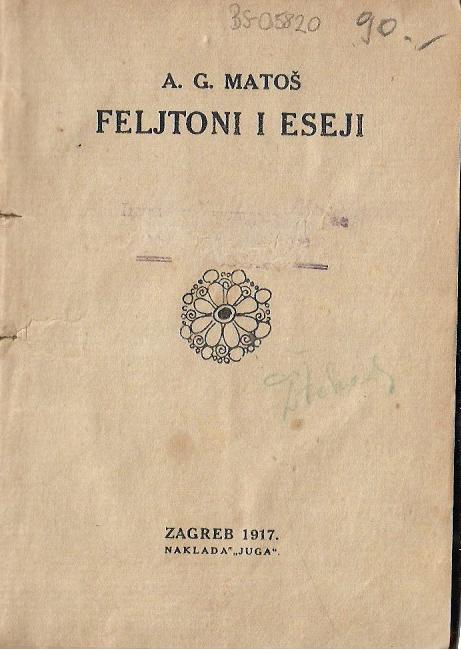 BS-05820 90.-
A. G. MATOŠ
FELJTONI I ESEJI
ZAGREB 1917.
NAKLADA „JUGA“.